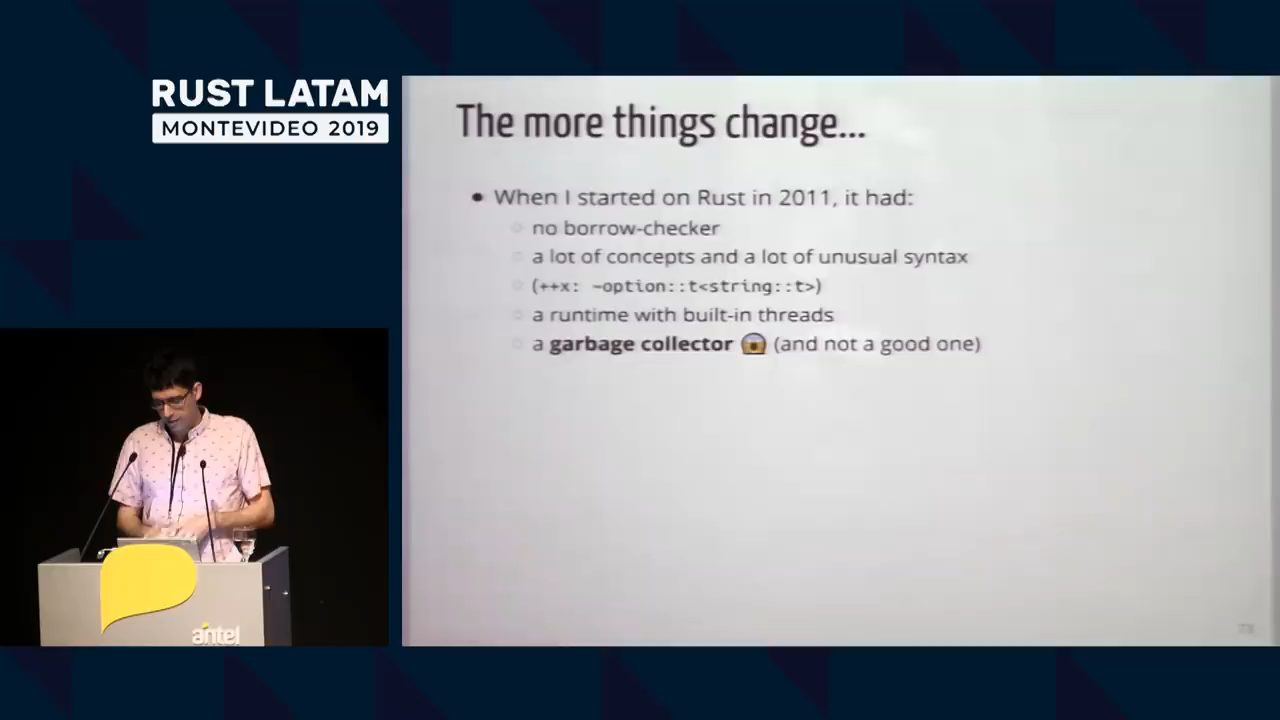 RUST LATAM
MONTEVIDEO 2019
The more things change...
• When I started on Rust in 2011, it had:
○ no borrow-checker
○ a lot of concepts and a lot of unusual syntax
○ (++x: ~option::t<string::t>)
○ a runtime with built-in threads
○ a garbage collector 😱 (and not a good one)
antel